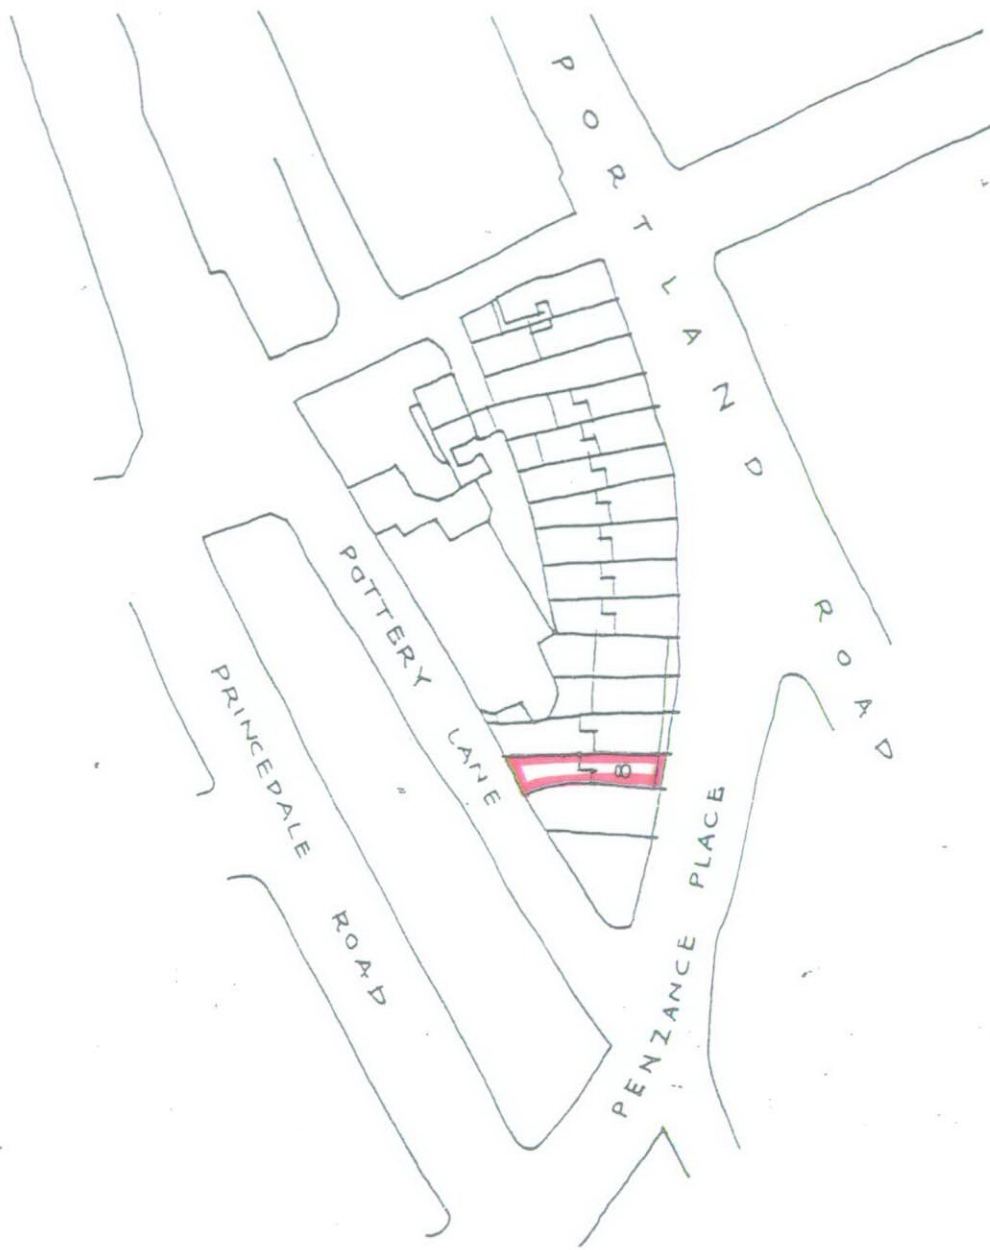 PORTLAND ROAD
POTTERY LANE
PRINCEDALE ROAD
8
PENZANCE PLACE